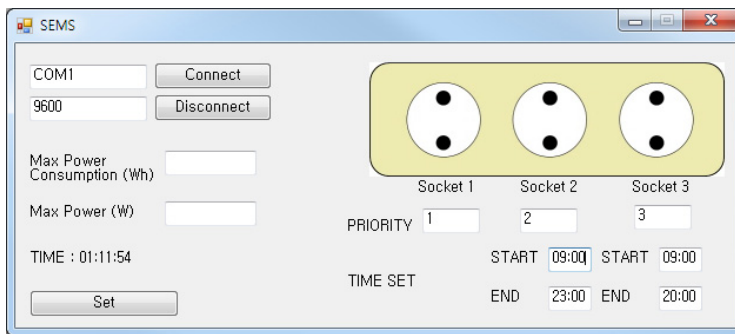 SEMS
COM1 Connect
9600 Disconnect
Max Power
Consumption (Wh)
Max Power (W)
TIME : 01:11:54
Set
Socket 1 Socket 2 Socket 3
PRIORITY 1 2 3
TIME SET
START 09:00 START 09:00
END 23:00 END 20:00